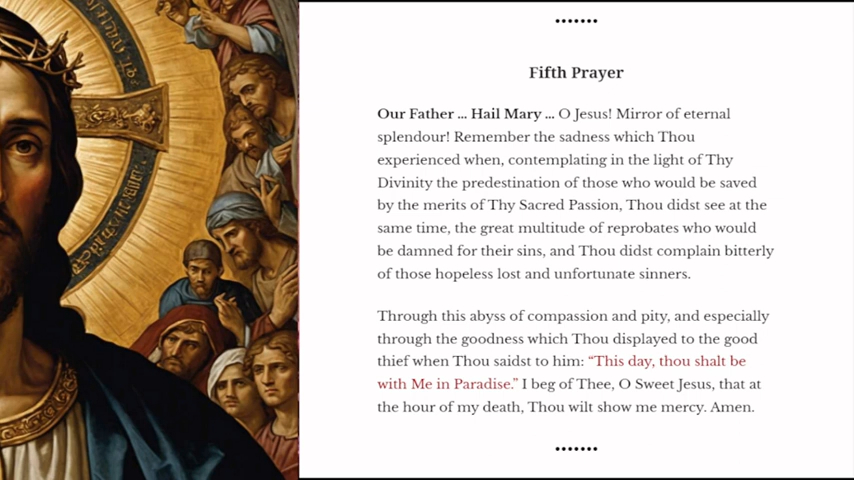 Fifth Prayer
Our Father ... Hail Mary ... O Jesus! Mirror of eternal
splendour! Remember the sadness which Thou
experienced when, contemplating in the light of Thy
Divinity the predestination of those who would be saved
by the merits of Thy Sacred Passion, Thou didst see at the
same time, the great multitude of reprobates who would
be damned for their sins, and Thou didst complain bitterly
of those hopeless lost and unfortunate sinners.
Through this abyss of compassion and pity, and especially
through the goodness which Thou displayed to the good
thief when Thou saidst to him: “This day, thou shalt be
with Me in Paradise.” I beg of Thee, O Sweet Jesus, that at
the hour of my death, Thou wilt show me mercy. Amen.